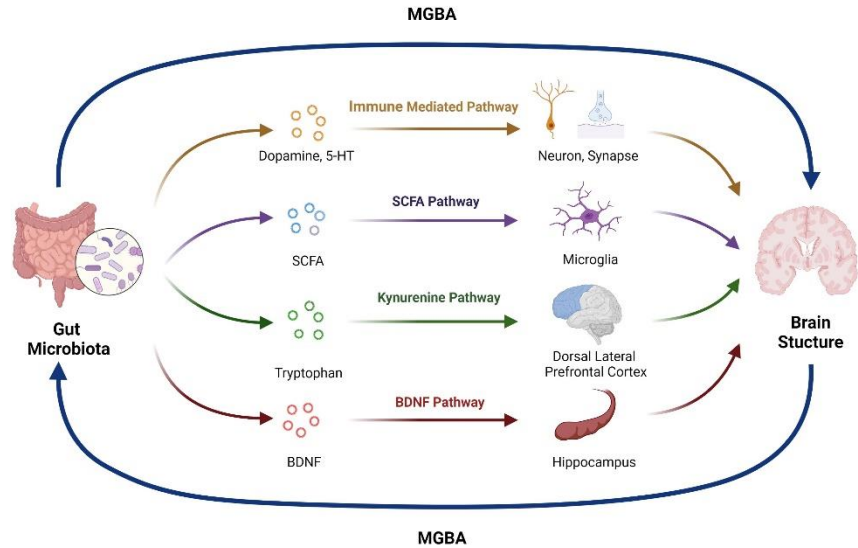 MGBA
Immune Mediated Pathway
Dopamine, 5-HT
Neuron, Synapse
SCFA Pathway
SCFA
Microglia
Gut
Microbiota
Kynurenine Pathway
Tryptophan
Dorsal Lateral
Prefrontal Cortex
Brain
Stucture
BDNF Pathway
BDNF
Hippocampus
MGBA